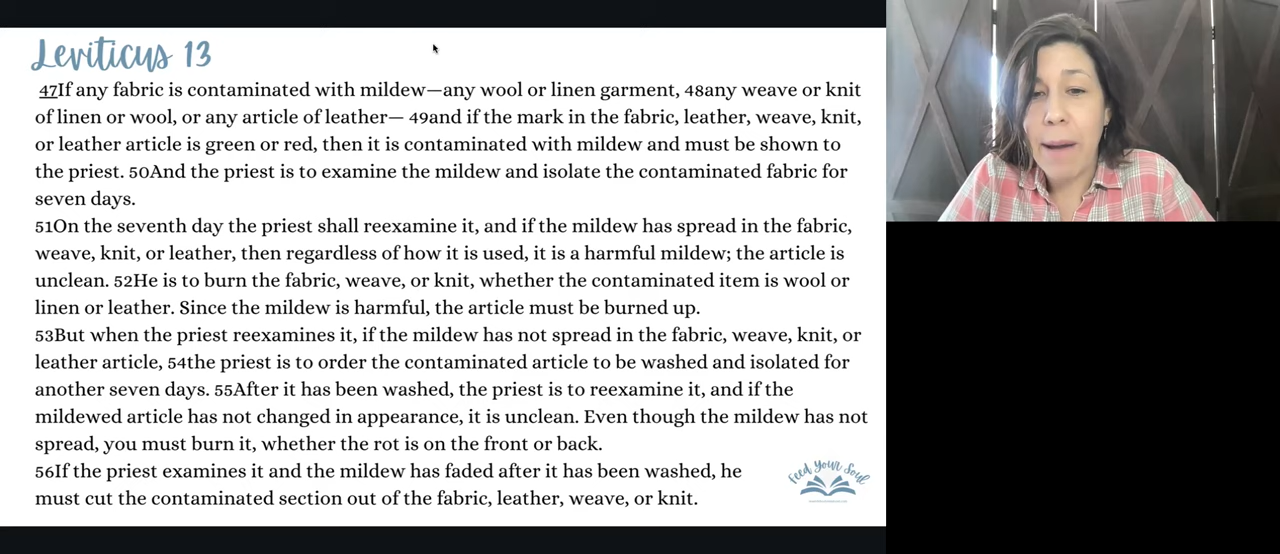 Leviticus 13
47If any fabric is contaminated with mildew—any wool or linen garment, 48any weave or knit
of linen or wool, or any article of leather— 49and if the mark in the fabric, leather, weave, knit,
or leather article is green or red, then it is contaminated with mildew and must be shown to
the priest. 50And the priest is to examine the mildew and isolate the contaminated fabric for
seven days.
51On the seventh day the priest shall reexamine it, and if the mildew has spread in the fabric,
weave, knit, or leather, then regardless of how it is used, it is a harmful mildew; the article is
unclean. 52He is to burn the fabric, weave, or knit, whether the contaminated item is wool or
linen or leather. Since the mildew is harmful, the article must be burned up.
53But when the priest reexamines it, if the mildew has not spread in the fabric, weave, knit, or
leather article, 54the priest is to order the contaminated article to be washed and isolated for
another seven days. 55After it has been washed, the priest is to reexamine it, and if the
mildewed article has not changed in appearance, it is unclean. Even though the mildew has not
spread, you must burn it, whether the rot is on the front or back.
56If the priest examines it and the mildew has faded after it has been washed, he
must cut the contaminated section out of the fabric, leather, weave, or knit.
Feed Your Soul